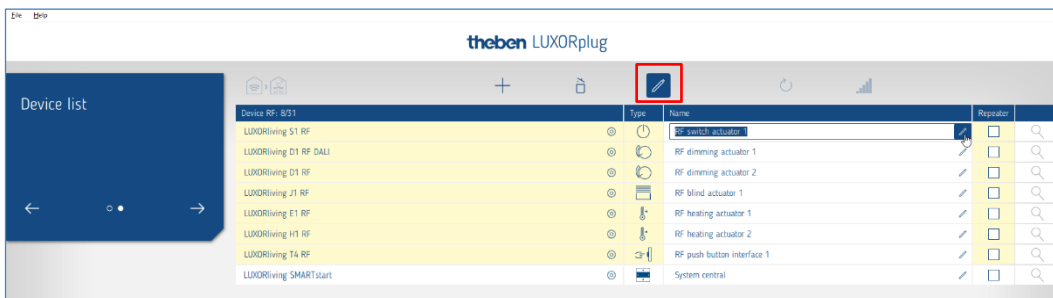 File Help
theben LUXORplug
Device list
Device RF: 8/31 Type Name Repeater
LUXORliving S1 RF RF switch actuator 1
LUXORliving D1 RF DALI RF dimming actuator 1
LUXORliving D1 RF RF dimming actuator 2
LUXORliving J1 RF RF blind actuator 1
LUXORliving E1 RF RF heating actuator 1
LUXORliving H1 RF RF heating actuator 2
LUXORliving T4 RF RF push button interface 1
LUXORliving SMARTstart System central